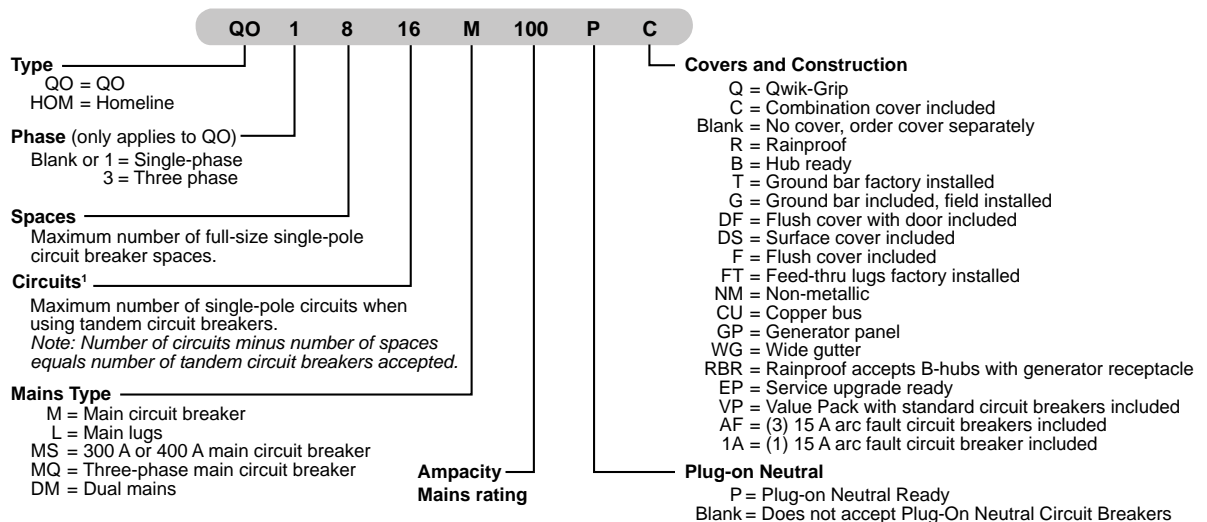 QO 1 8 16 M 100 P C
Type
QO = QO
HOM = Homeline
Phase (only applies to QO)
Blank or 1 = Single-phase
3 = Three phase
Spaces
Maximum number of full-size single-pole
circuit breaker spaces.
Circuits¹
Maximum number of single-pole circuits when
using tandem circuit breakers.
Note: Number of circuits minus number of spaces
equals number of tandem circuit breakers accepted.
Mains Type
M = Main circuit breaker
L = Main lugs
MS = 300 A or 400 A main circuit breaker
MQ = Three-phase main circuit breaker
DM = Dual mains
Ampacity
Mains rating
Covers and Construction
Q = Qwik-Grip
C = Combination cover included
Blank = No cover, order cover separately
R = Rainproof
B = Hub ready
T = Ground bar factory installed
G = Ground bar included, field installed
DF = Flush cover with door included
DS = Surface cover included
F = Flush cover included
FT = Feed-thru lugs factory installed
NM = Non-metallic
CU = Copper bus
GP = Generator panel
WG = Wide gutter
RBR = Rainproof accepts B-hubs with generator receptacle
EP = Service upgrade ready
VP = Value Pack with standard circuit breakers included
AF = (3) 15 A arc fault circuit breakers included
1A = (1) 15 A arc fault circuit breaker included
Plug-on Neutral
P = Plug-on Neutral Ready
Blank = Does not accept Plug-On Neutral Circuit Breakers